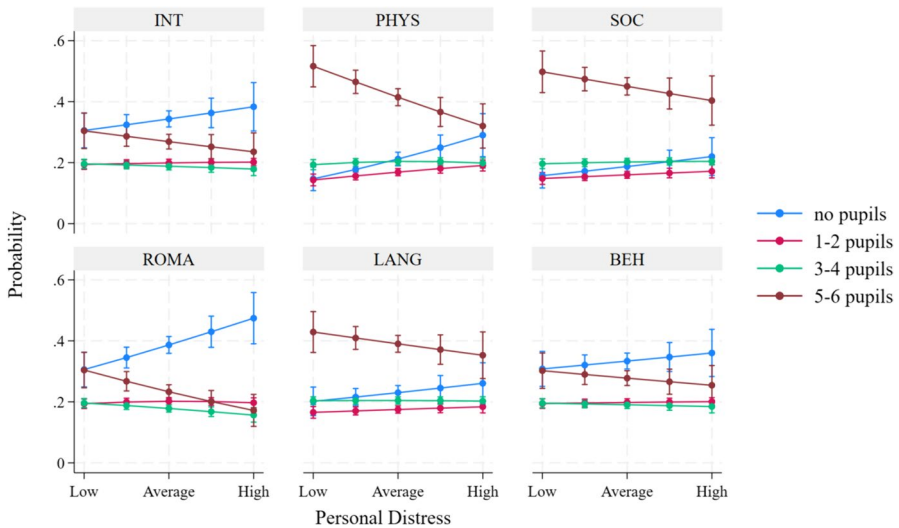 INT PHYS SOC
.6
.4
.2
0
ROMA LANG BEH
.6
.4
.2
0
Low Average High Low Average High Low Average High
Personal Distress
Probability
no pupils
1-2 pupils
3-4 pupils
5-6 pupils